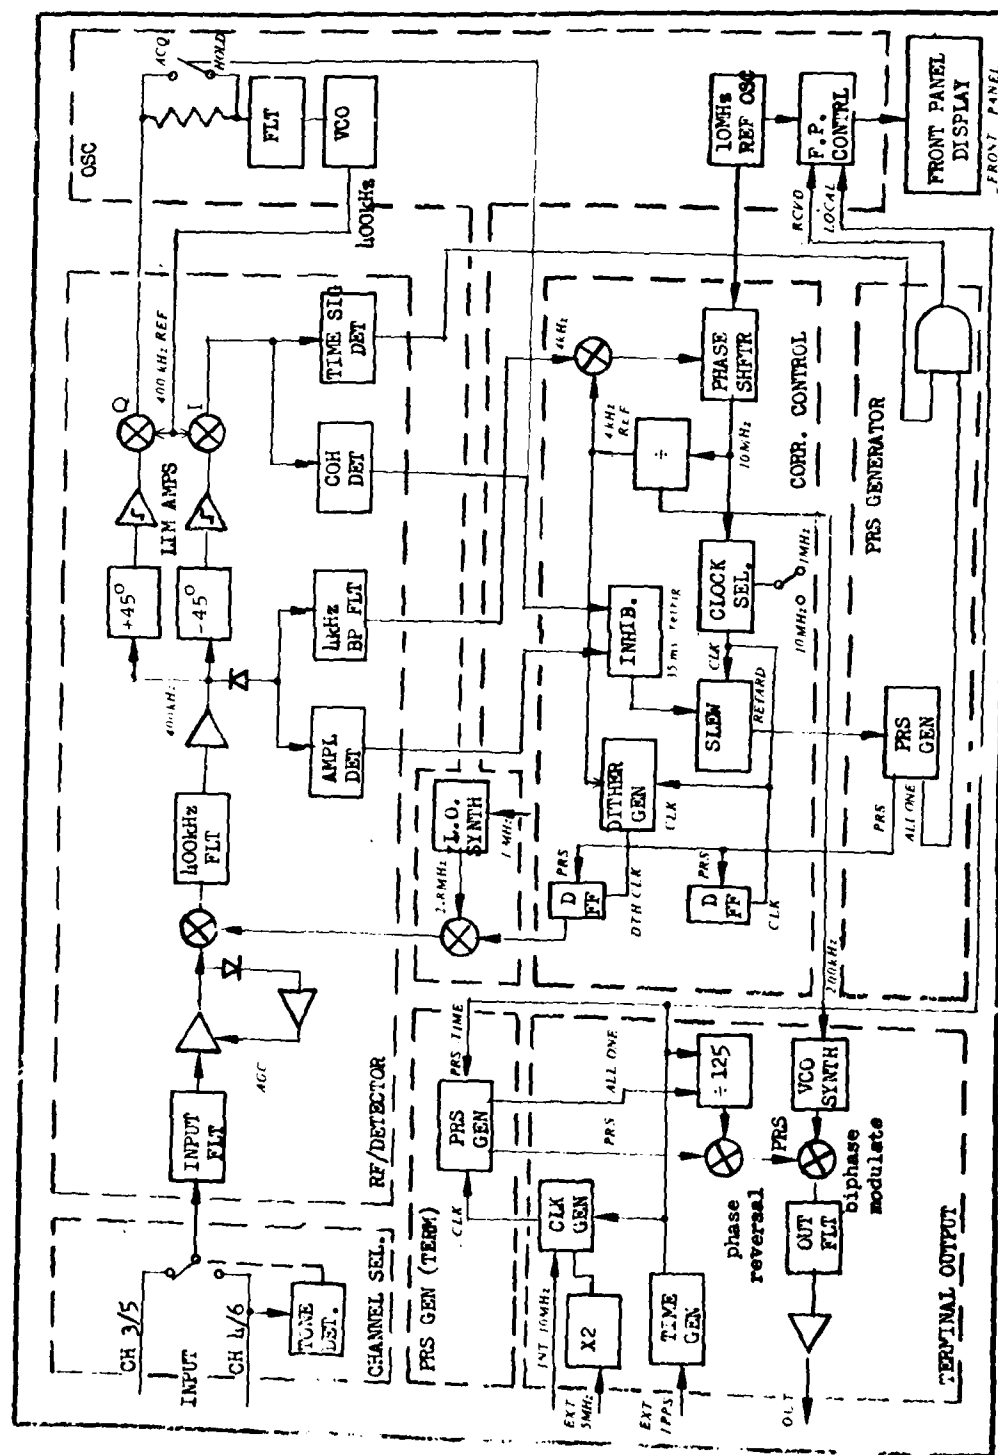 CH 3/5
INPUT
CH 4/6
TONE
DET.
CHANNEL SEL.
INPUT
FLT
AGC
400kHz
FLT
400kHz
+45°
-45°
LIM AMPS
Q
I
400 kHz REF
AMPL
DET
4kHz
BP FLT
COH
DET
TIME SIG
DET
RF/DETECTOR
OSC
ACQ
HOLD
FLT
VCO
400kHz
10MHz
REF OSC
F.P.
CONTRL
RCVD
LOCAL
FRONT PANEL
DISPLAY
FRONT PANEL
L.O.
SYNTH
2.8MHz
1 MHz
4kHz
PHASE
SHFTR
4kHz
REF
÷
10MHz
CLOCK
SEL.
1MHz
10MHz
INHIB.
CLK
SLEW
RETARD
DITHER
GEN
CLK
PRS
D
FF
DTH CLK
PRS
D
FF
CLK
CORR. CONTROL
PRS GENERATOR
PRS
GEN
PRS
ALL ONE
200kHz
PRS GEN (TERM)
PRS
GEN
PRS TIME
CLK
ALL ONE
PRS
CLK
GEN
INT 10MHz
X2
EXT
5MHz
TIME
GEN
EXT
1PPS
÷ 125
phase
reversal
PRS
VCO
SYNTH
biphase
modulate
OUT
FLT
OUT
TERMINAL OUTPUT